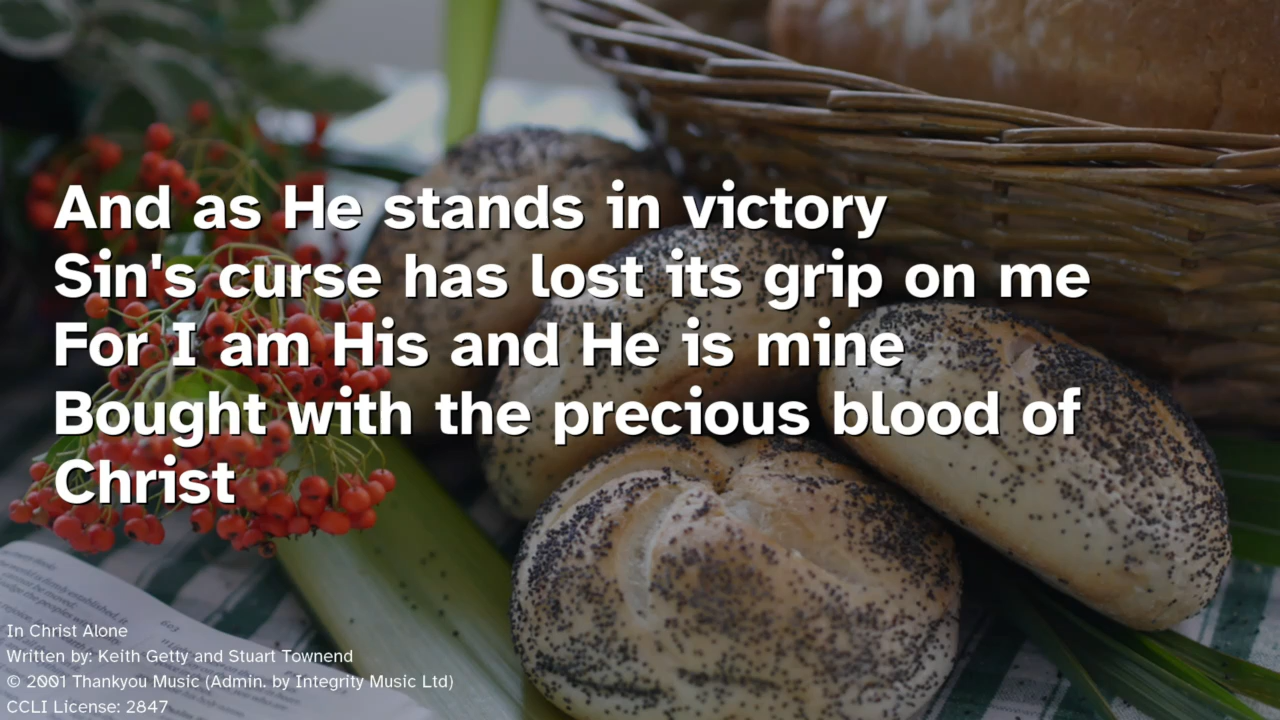 And as He stands in victory
Sin's curse has lost its grip on me
For I am His and He is mine
Bought with the precious blood of
Christ
603
In Christ Alone
Written by: Keith Getty and Stuart Townend
© 2001 Thankyou Music (Admin. by Integrity Music Ltd)
CCLI License: 2847